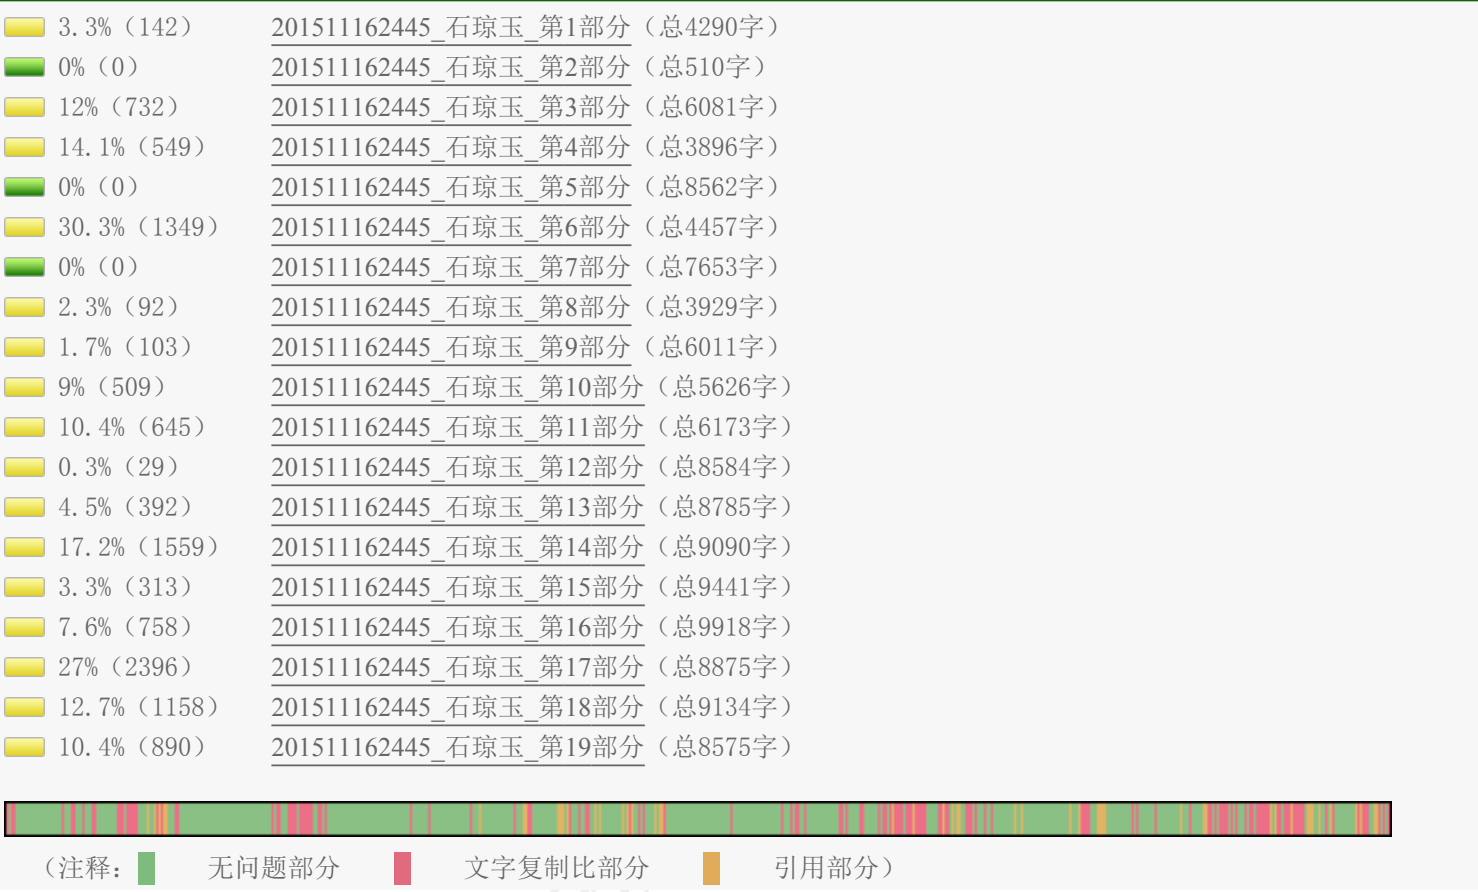 3.3%（142） 201511162445_石琼玉_第1部分（总4290字）
0%（0） 201511162445_石琼玉_第2部分（总510字）
12%（732） 201511162445_石琼玉_第3部分（总6081字）
14.1%（549） 201511162445_石琼玉_第4部分（总3896字）
0%（0） 201511162445_石琼玉_第5部分（总8562字）
30.3%（1349） 201511162445_石琼玉_第6部分（总4457字）
0%（0） 201511162445_石琼玉_第7部分（总7653字）
2.3%（92） 201511162445_石琼玉_第8部分（总3929字）
1.7%（103） 201511162445_石琼玉_第9部分（总6011字）
9%（509） 201511162445_石琼玉_第10部分（总5626字）
10.4%（645） 201511162445_石琼玉_第11部分（总6173字）
0.3%（29） 201511162445_石琼玉_第12部分（总8584字）
4.5%（392） 201511162445_石琼玉_第13部分（总8785字）
17.2%（1559） 201511162445_石琼玉_第14部分（总9090字）
3.3%（313） 201511162445_石琼玉_第15部分（总9441字）
7.6%（758） 201511162445_石琼玉_第16部分（总9918字）
27%（2396） 201511162445_石琼玉_第17部分（总8875字）
12.7%（1158） 201511162445_石琼玉_第18部分（总9134字）
10.4%（890） 201511162445_石琼玉_第19部分（总8575字）
（注释： 无问题部分 文字复制比部分 引用部分）